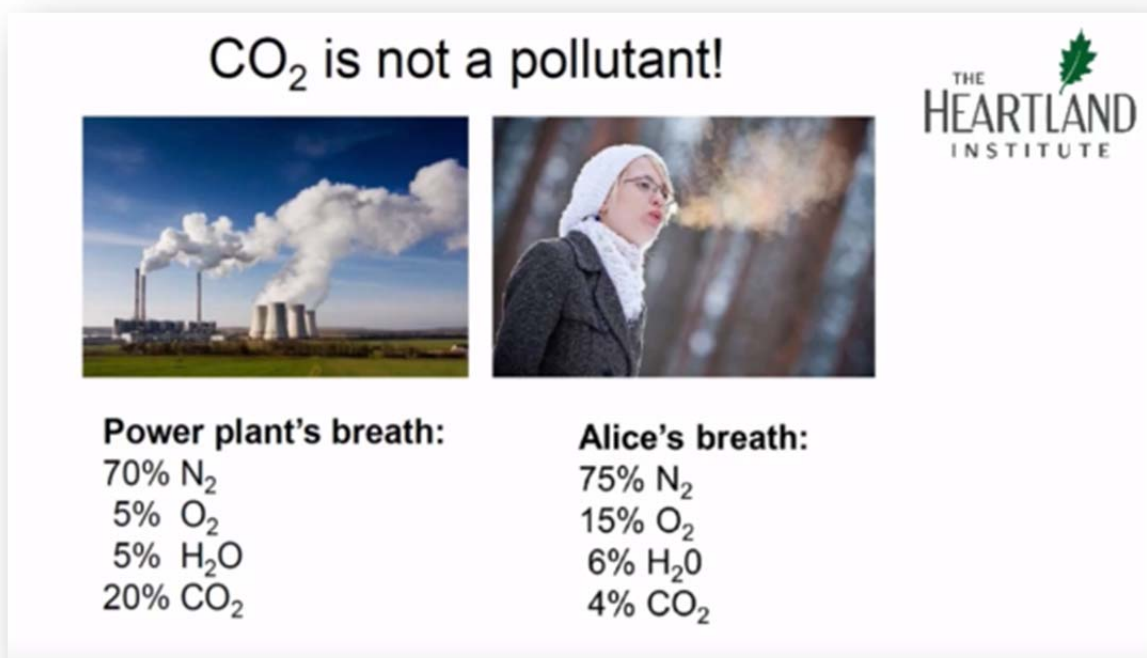 CO₂ is not a pollutant!
THE
HEARTLAND
INSTITUTE
Power plant's breath:
70% N₂
5% O₂
5% H₂O
20% CO₂
Alice's breath:
75% N₂
15% O₂
6% H₂0
4% CO₂